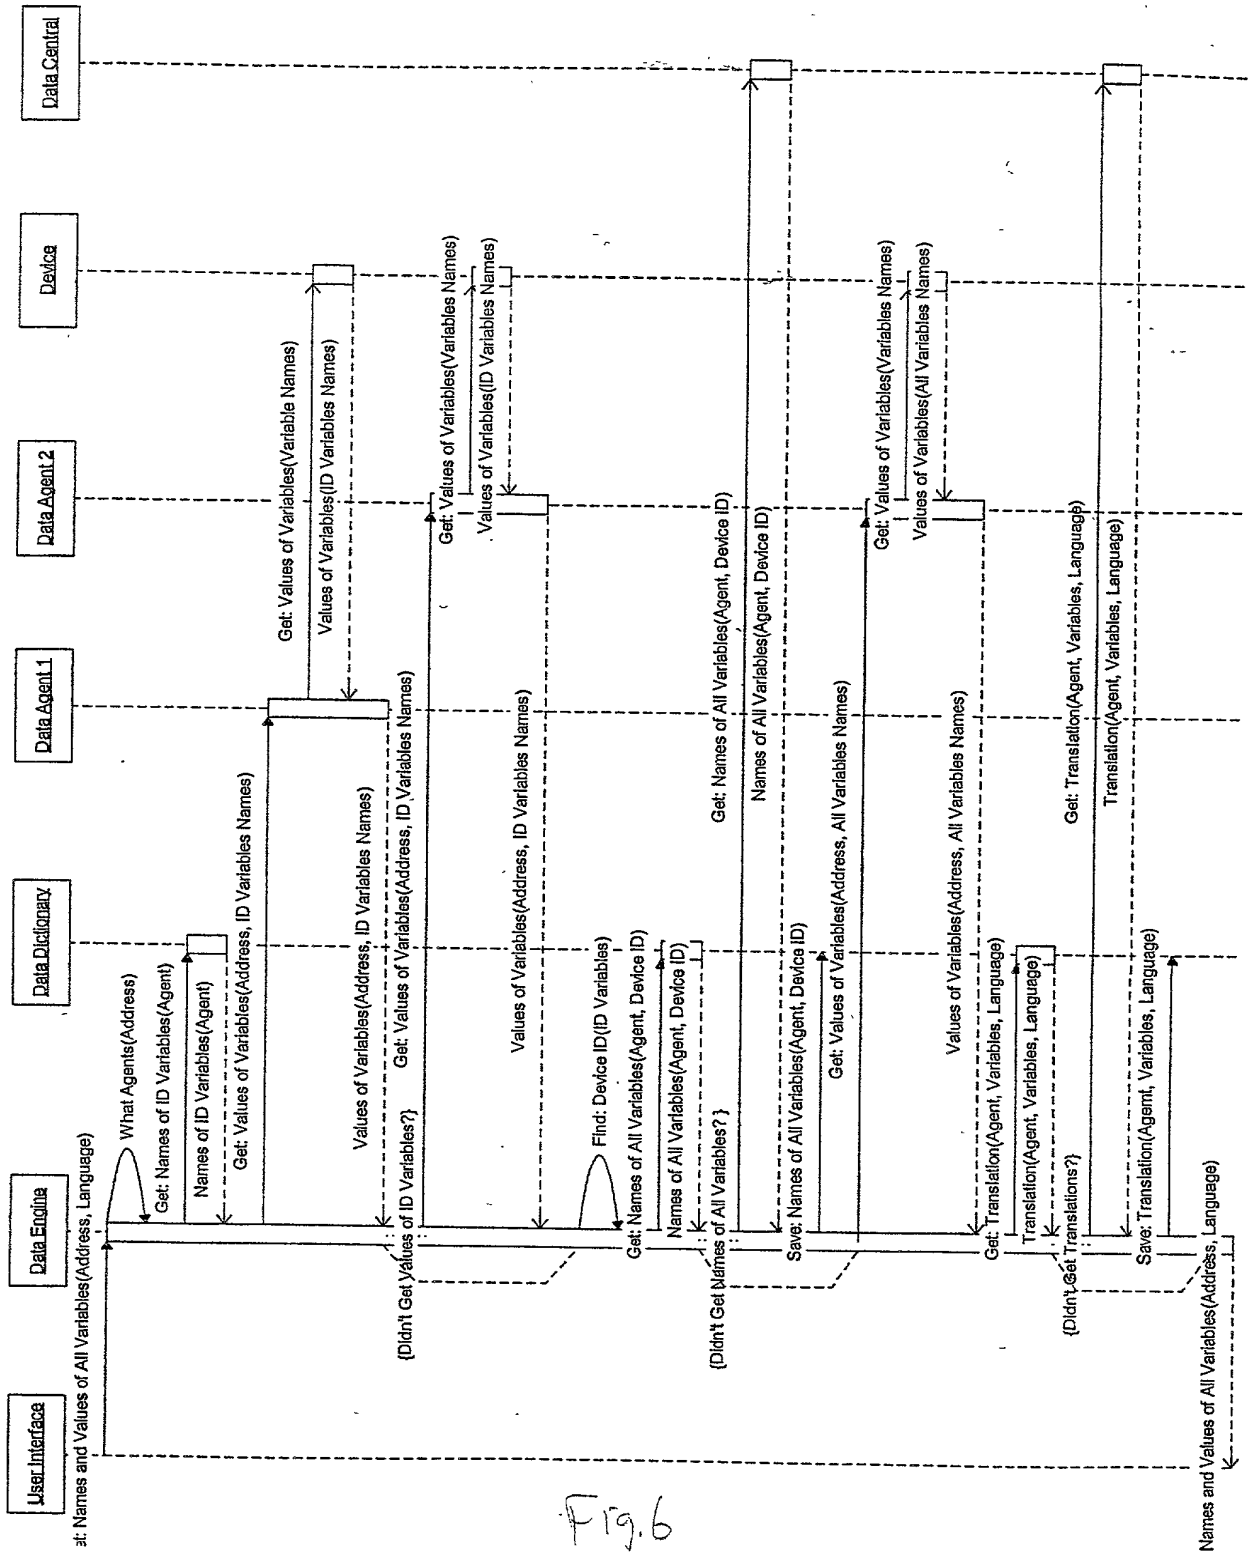 User Interface
Data Engine
Data Dictionary
Data Agent 1
Data Agent 2
Device
Data Central
et: Names and Values of All Variables(Address, Language)
What Agents(Address)
Get: Names of ID Variables(Agent)
Names of ID Variables(Agent)
Get: Values of Variables(Address, ID Variables Names)
Get: Values of Variables(Variable Names)
Values of Variables(ID Variables Names)
Values of Variables(Address, ID Variables Names)
{Didn't Get Values of ID Variables?}
Get: Values of Variables(Address, ID Variables Names)
Get: Values of Variables(Variables Names)
Values of Variables(ID Variables Names)
Values of Variables(Address, ID Variables Names)
Find: Device ID(ID Variables)
Get: Names of All Variables(Agent, Device ID)
Names of All Variables(Agent, Device ID)
{Didn't Get Names of All Variables? }
Get: Names of All Variables(Agent, Device ID)
Names of All Variables(Agent, Device ID)
Save: Names of All Variables(Agent, Device ID)
Get: Values of Variables(Address, All Variables Names)
Get: Values of Variables(Variables Names)
Values of Variables(All Variables Names)
Values of Variables(Address, All Variables Names)
Get: Translation(Agent, Variables, Language)
Translation(Agent, Variables, Language)
{Didn't Get Translations?}
Get: Translation(Agent, Variables, Language)
Translation(Agent, Variables, Language)
Save: Translation(Agemt, Variables, Language)
Names and Values of All Variables(Address, Language)
Fig.6